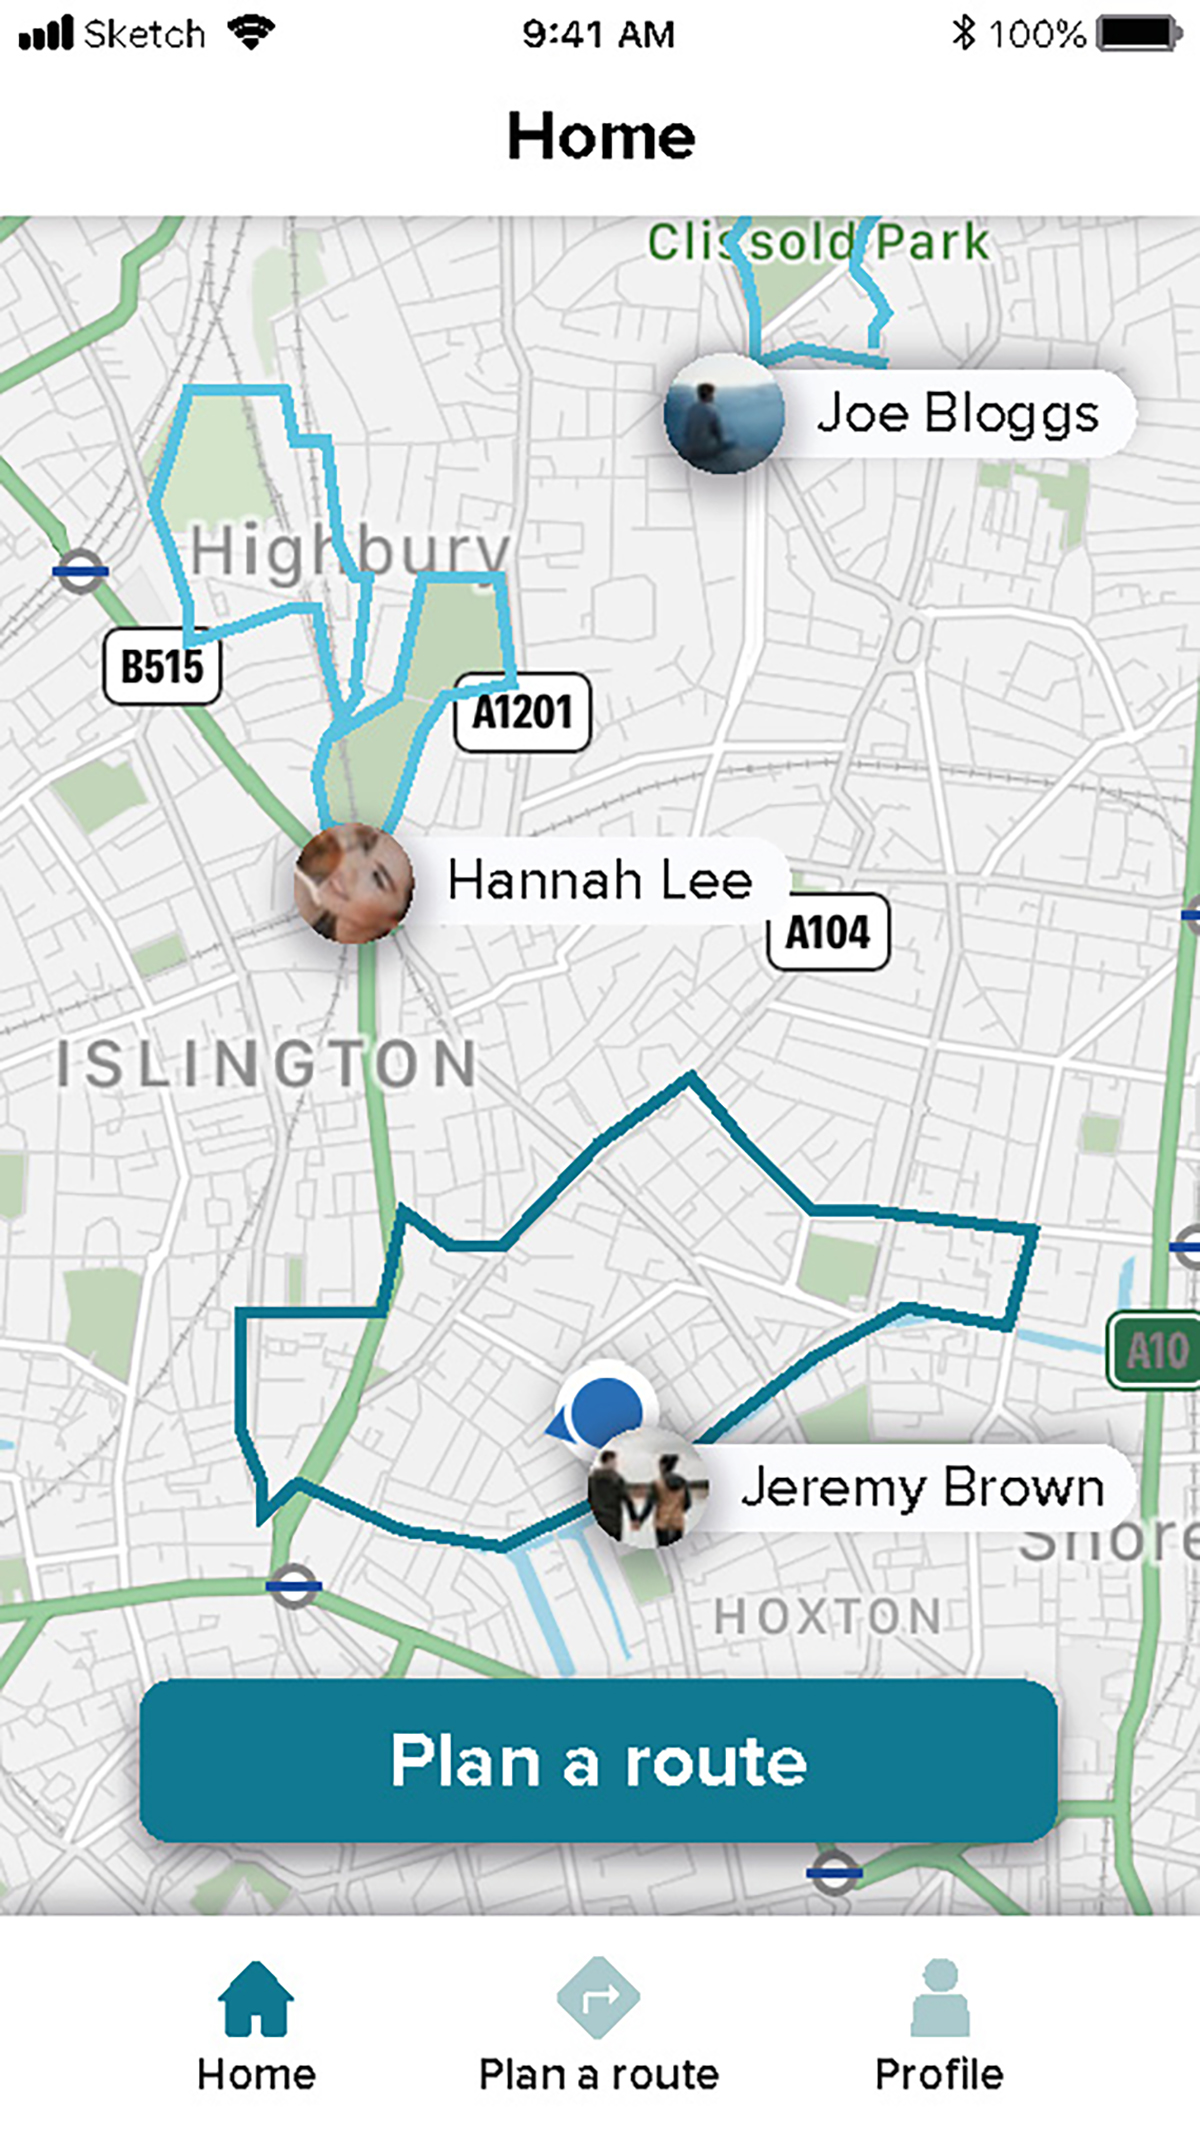 Sketch 9:41 AM 100%
Home
Clissold Park
Joe Bloggs
Highbury
B515
A1201
Hannah Lee
A104
ISLINGTON
A10
Jeremy Brown
Shore
HOXTON
Plan a route
Home Plan a route Profile